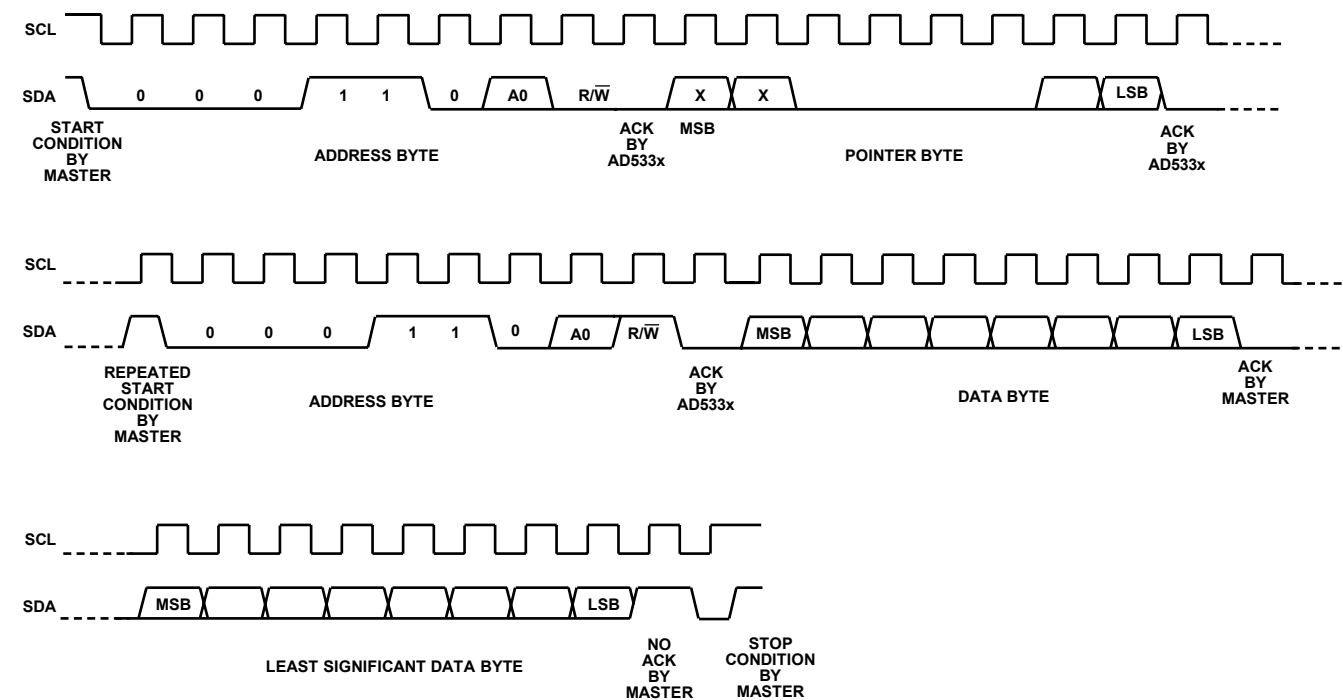 SCL
SDA 0 0 0 1 1 0 A0 R/W̅ X X LSB
START CONDITION BY MASTER
ADDRESS BYTE
ACK BY AD533x
MSB
POINTER BYTE
ACK BY AD533x
SCL
SDA 0 0 0 1 1 0 A0 R/W̅ MSB LSB
REPEATED START CONDITION BY MASTER
ADDRESS BYTE
ACK BY AD533x
DATA BYTE
ACK BY MASTER
SCL
SDA MSB LSB
LEAST SIGNIFICANT DATA BYTE
NO ACK BY MASTER
STOP CONDITION BY MASTER